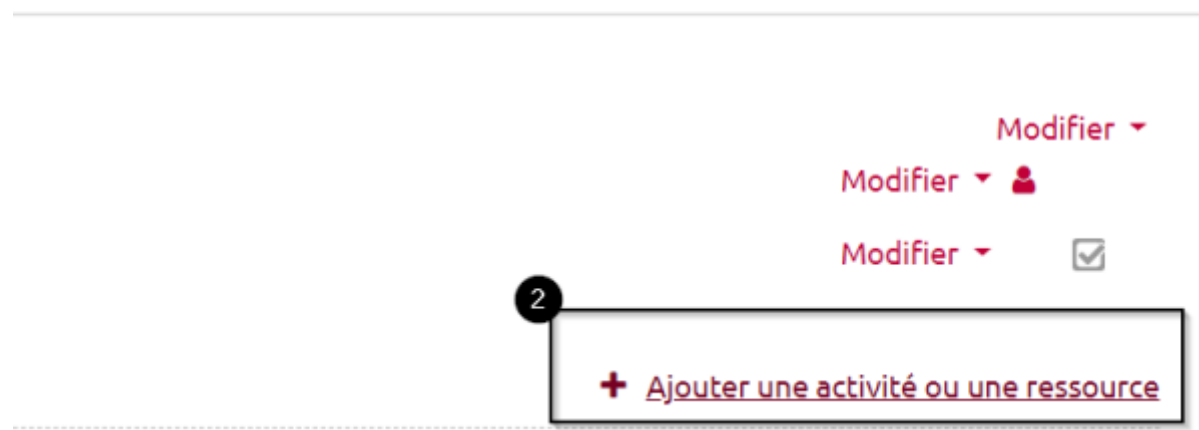 Modifier
Modifier
Modifier
2
Ajouter une activité ou une ressource